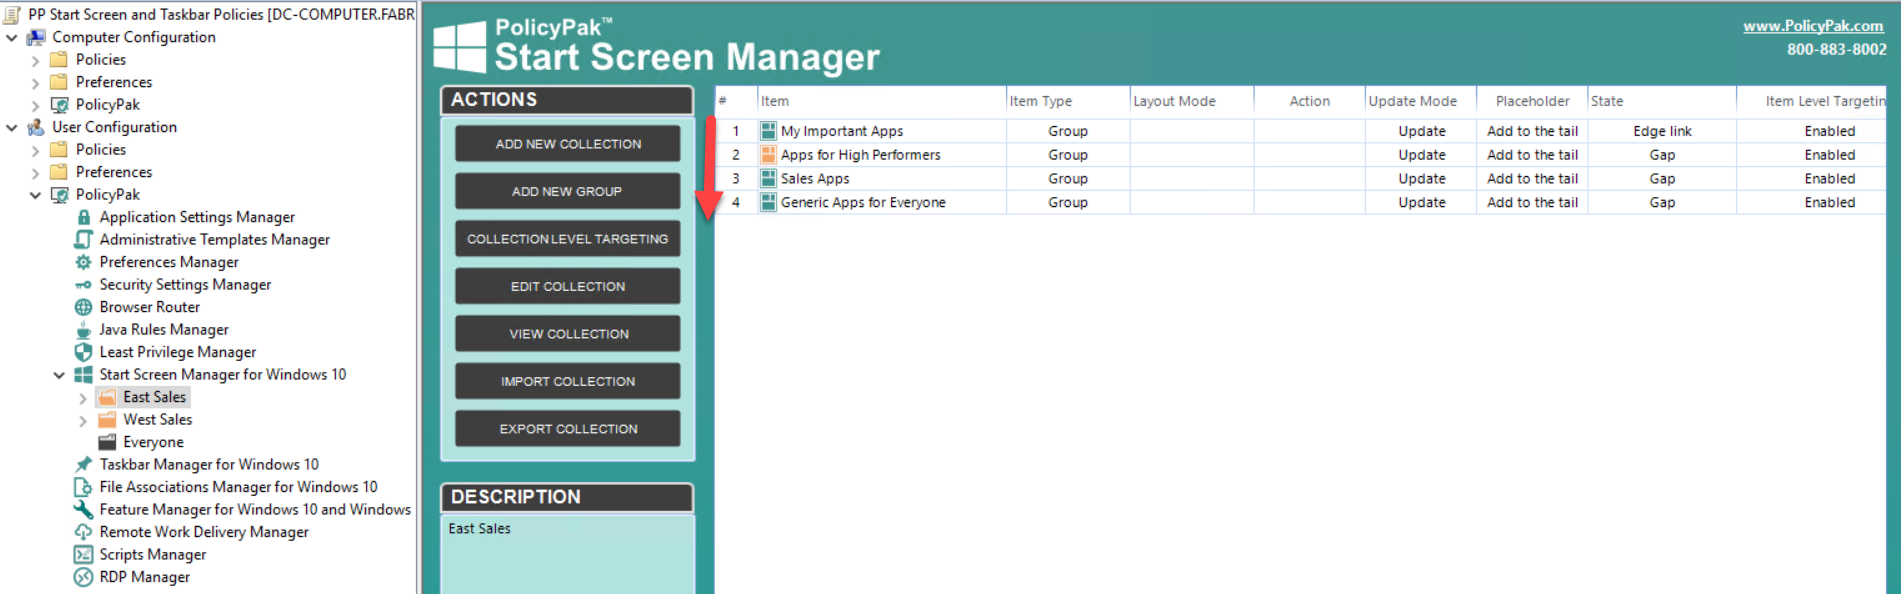 PP Start Screen and Taskbar Policies [DC-COMPUTER.FABR
Computer Configuration
Policies
Preferences
PolicyPak
User Configuration
Policies
Preferences
PolicyPak
Application Settings Manager
Administrative Templates Manager
Preferences Manager
Security Settings Manager
Browser Router
Java Rules Manager
Least Privilege Manager
Start Screen Manager for Windows 10
East Sales
West Sales
Everyone
Taskbar Manager for Windows 10
File Associations Manager for Windows 10
Feature Manager for Windows 10 and Windows
Remote Work Delivery Manager
Scripts Manager
RDP Manager
PolicyPak™
Start Screen Manager
www.PolicyPak.com
800-883-8002
ACTIONS
ADD NEW COLLECTION
ADD NEW GROUP
COLLECTION LEVEL TARGETING
EDIT COLLECTION
VIEW COLLECTION
IMPORT COLLECTION
EXPORT COLLECTION
DESCRIPTION
East Sales
# Item Item Type Layout Mode Action Update Mode Placeholder State Item Level Targetin
1 My Important Apps Group Update Add to the tail Edge link Enabled
2 Apps for High Performers Group Update Add to the tail Gap Enabled
3 Sales Apps Group Update Add to the tail Gap Enabled
4 Generic Apps for Everyone Group Update Add to the tail Gap Enabled